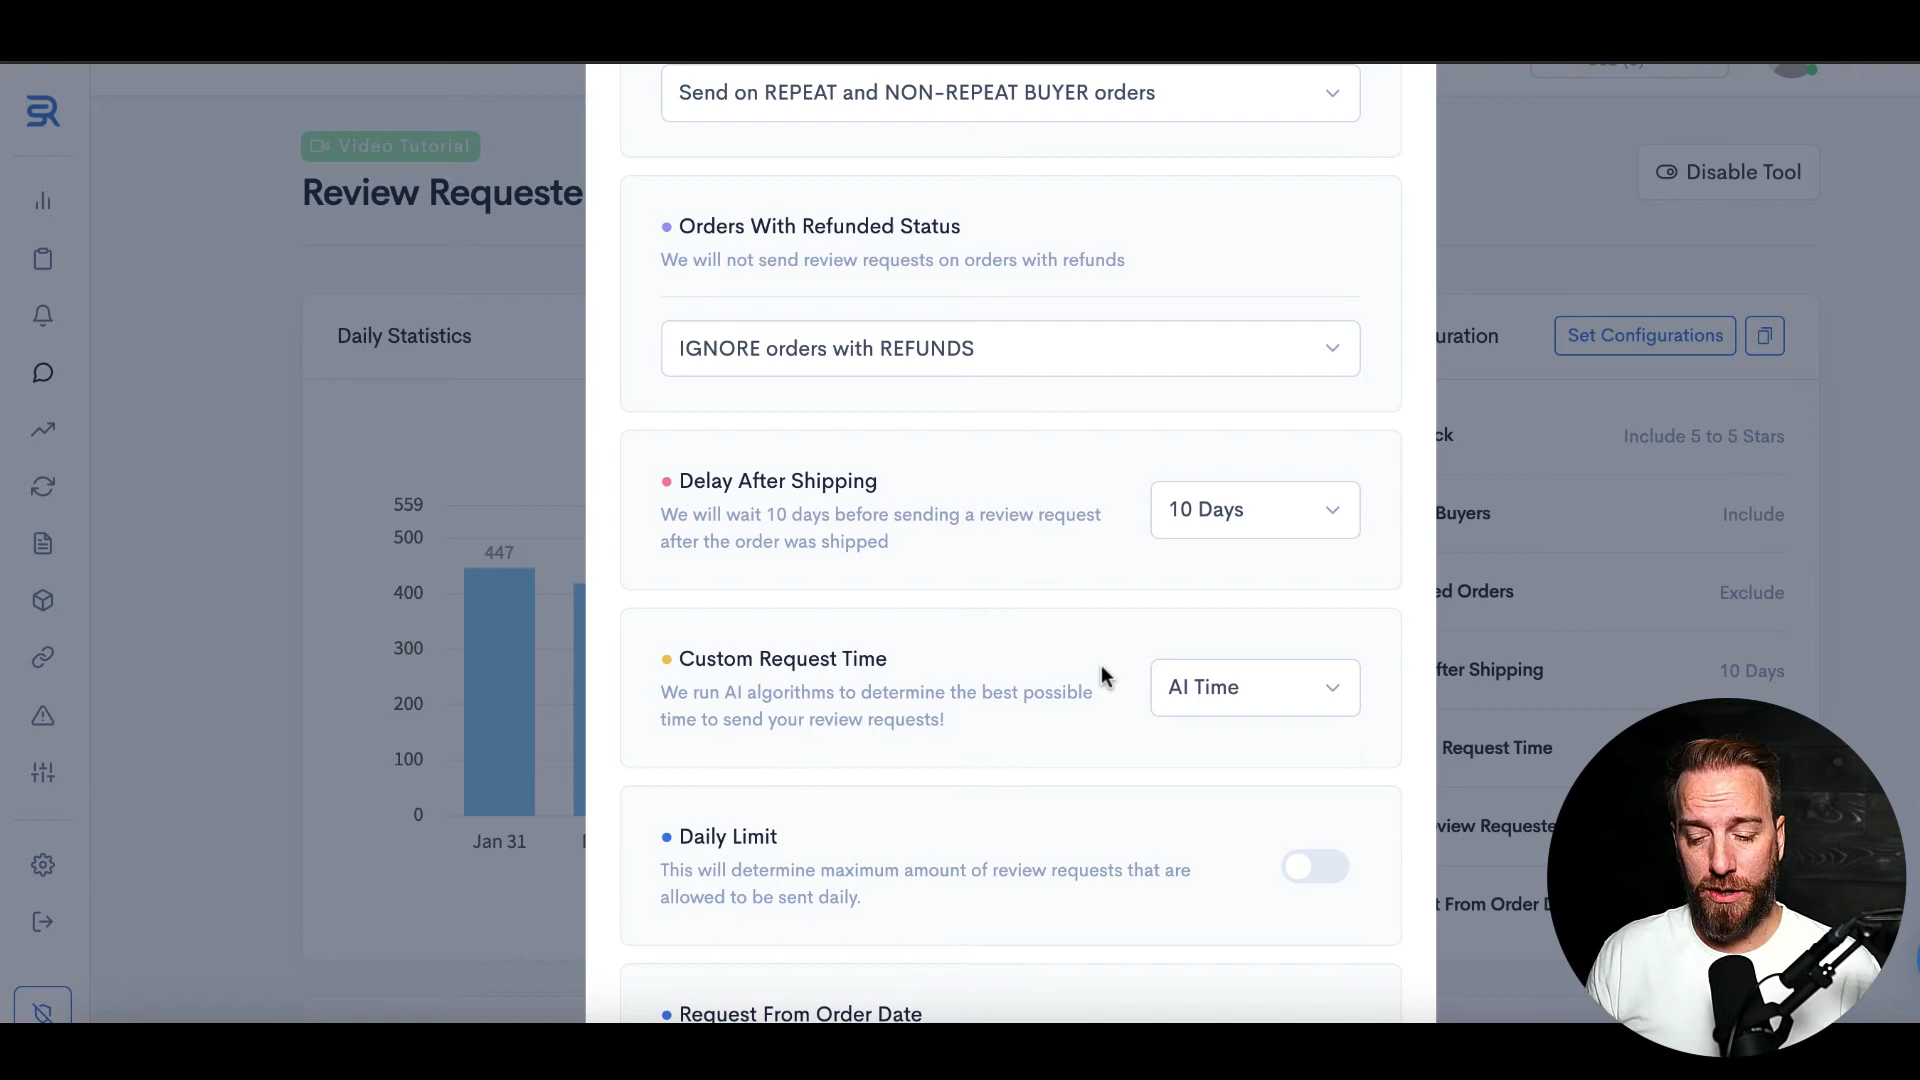 Send on REPEAT and NON-REPEAT BUYER orders
Video Tutorial
Review Requeste
Disable Tool
Orders With Refunded Status
We will not send review requests on orders with refunds
IGNORE orders with REFUNDS
Daily Statistics
uration
Set Configurations
559
500
447
400
300
200
100
0
Jan 31
Delay After Shipping
We will wait 10 days before sending a review request
after the order was shipped
10 Days
Custom Request Time
We run AI algorithms to determine the best possible
time to send your review requests!
AI Time
Daily Limit
This will determine maximum amount of review requests that are
allowed to be sent daily.
Request From Order Date
ck
Include 5 to 5 Stars
Buyers
Include
ed Orders
Exclude
fter Shipping
10 Days
Request Time
view Requeste
t From Order